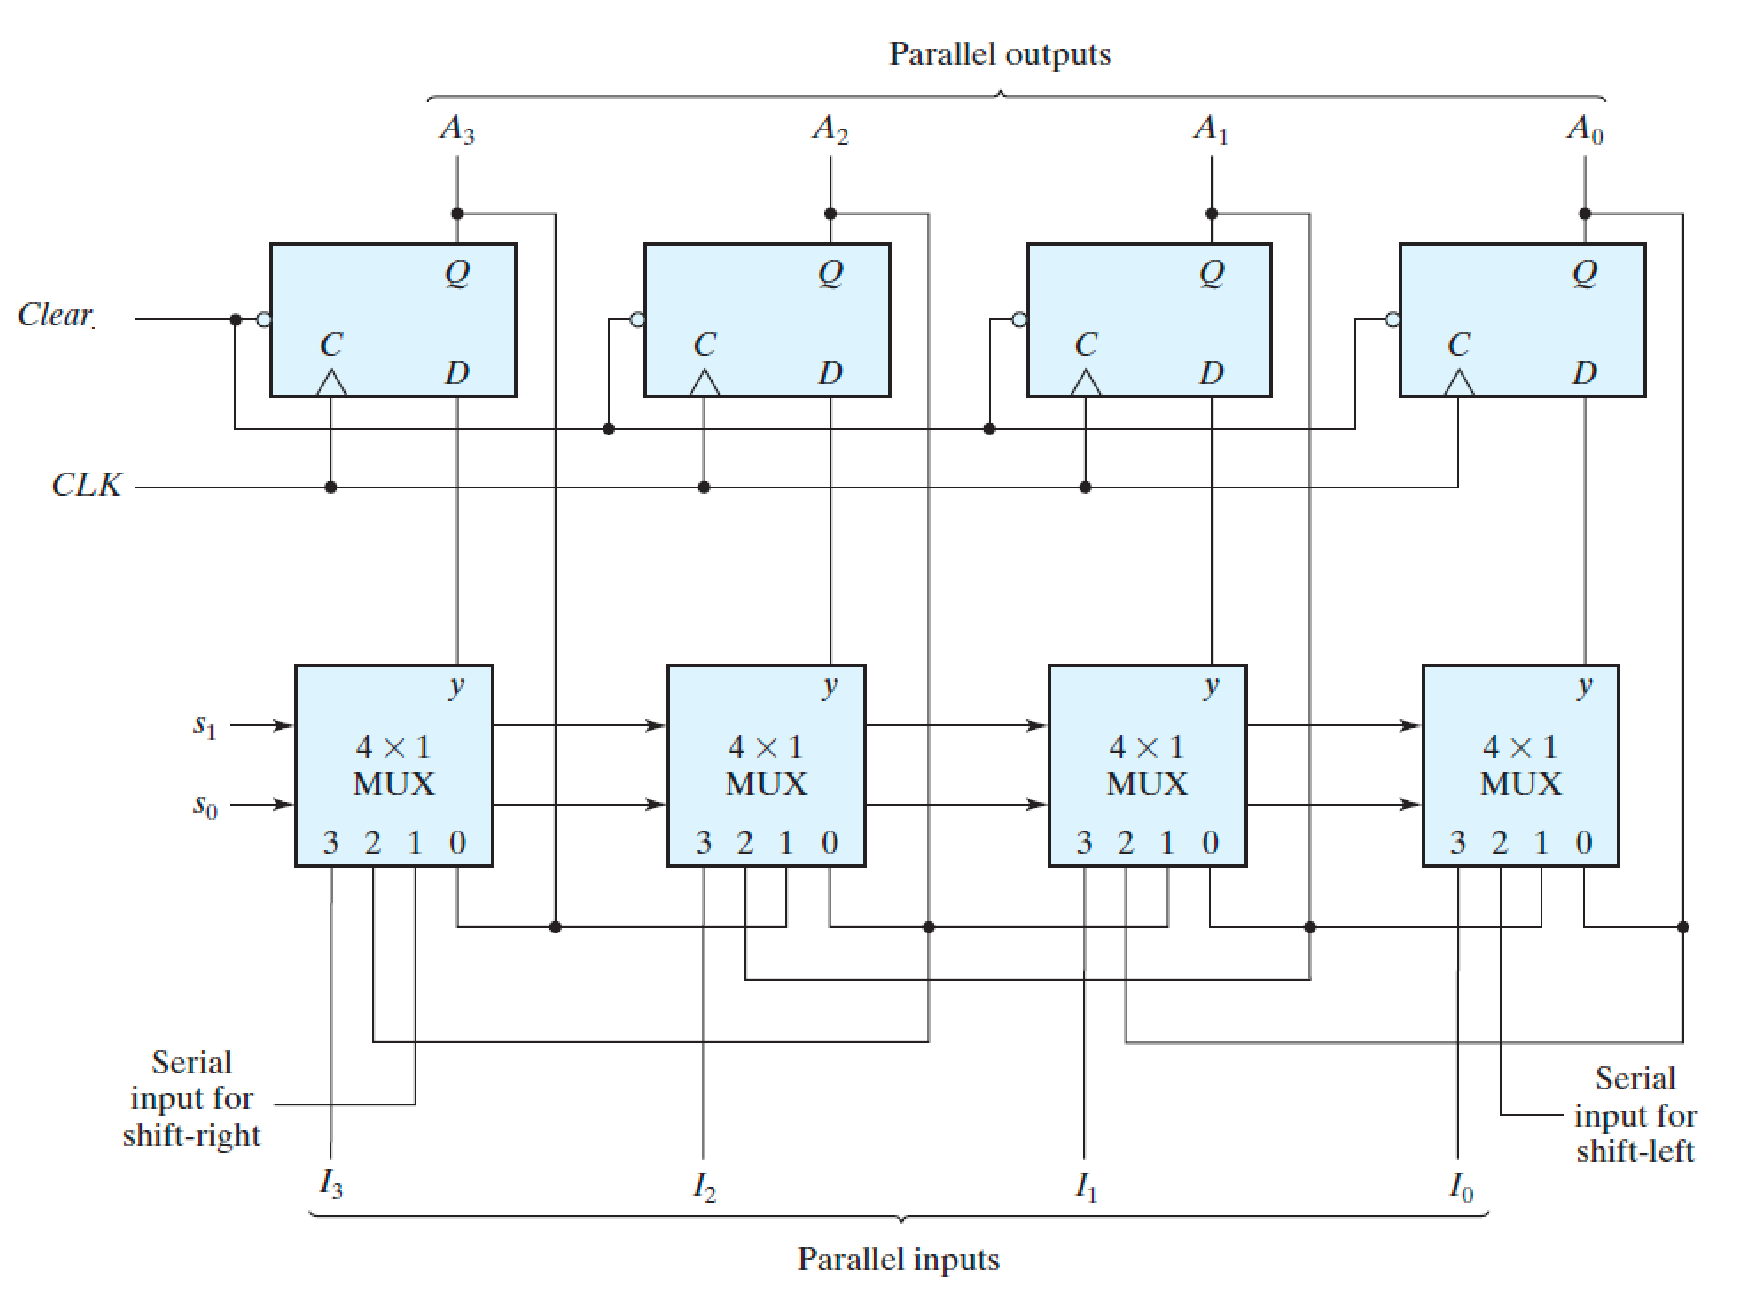 Parallel outputs
A₃ A₂ A₁ A₀
Q Q Q Q
Clear.
C C C C
D D D D
CLK
y y y y
s₁
4 × 1 4 × 1 4 × 1 4 × 1
MUX MUX MUX MUX
s₀
3 2 1 0 3 2 1 0 3 2 1 0 3 2 1 0
Serial
input for
shift-right
Serial
input for
shift-left
I₃ I₂ I₁ I₀
Parallel inputs